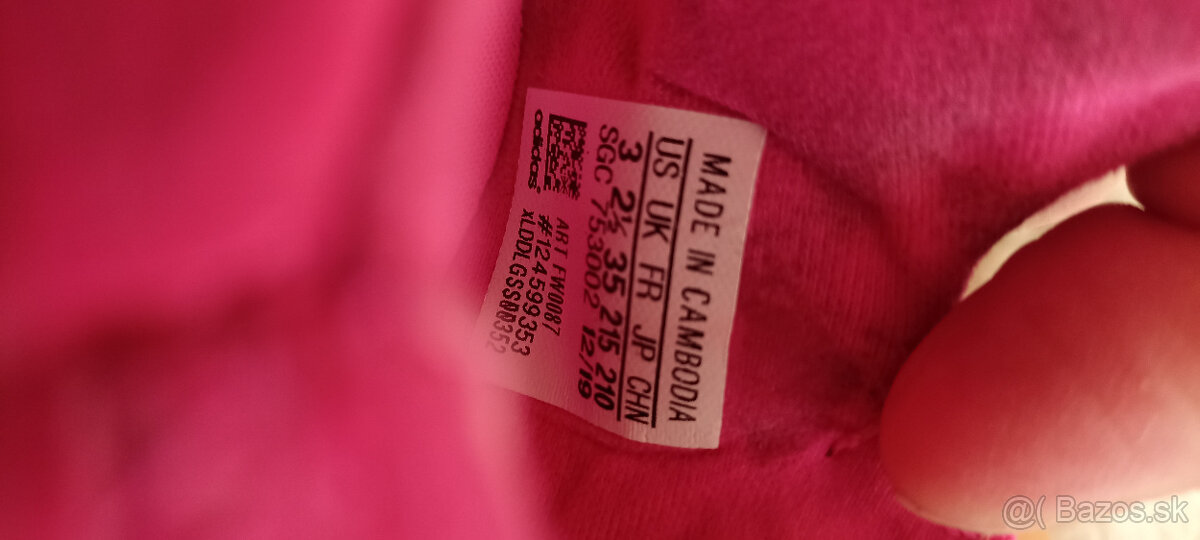 MADE IN CAMBODIA
US UK FR JP CHN
3 2½ 35 215 210
SGC 753002 12/19
adidas
ART FW0087
#124599353
@( Bazos.sk